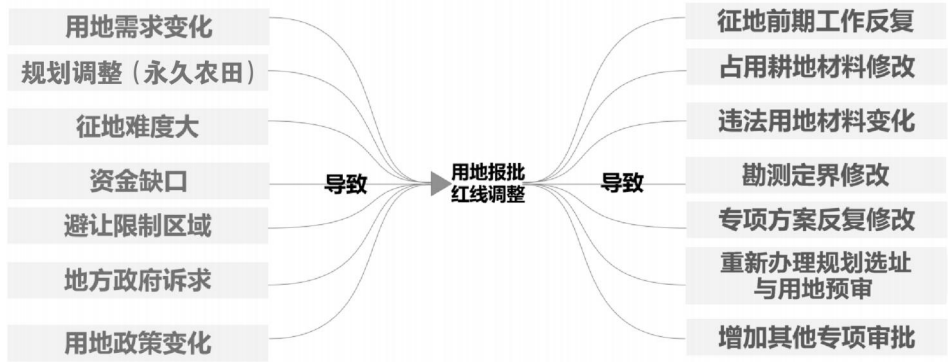 用地需求变化
规划调整（永久农田）
征地难度大
资金缺口
避让限制区域
地方政府诉求
用地政策变化
导致
用地报批
红线调整
导致
征地前期工作反复
占用耕地材料修改
违法用地材料变化
勘测定界修改
专项方案反复修改
重新办理规划选址
与用地预审
增加其他专项审批